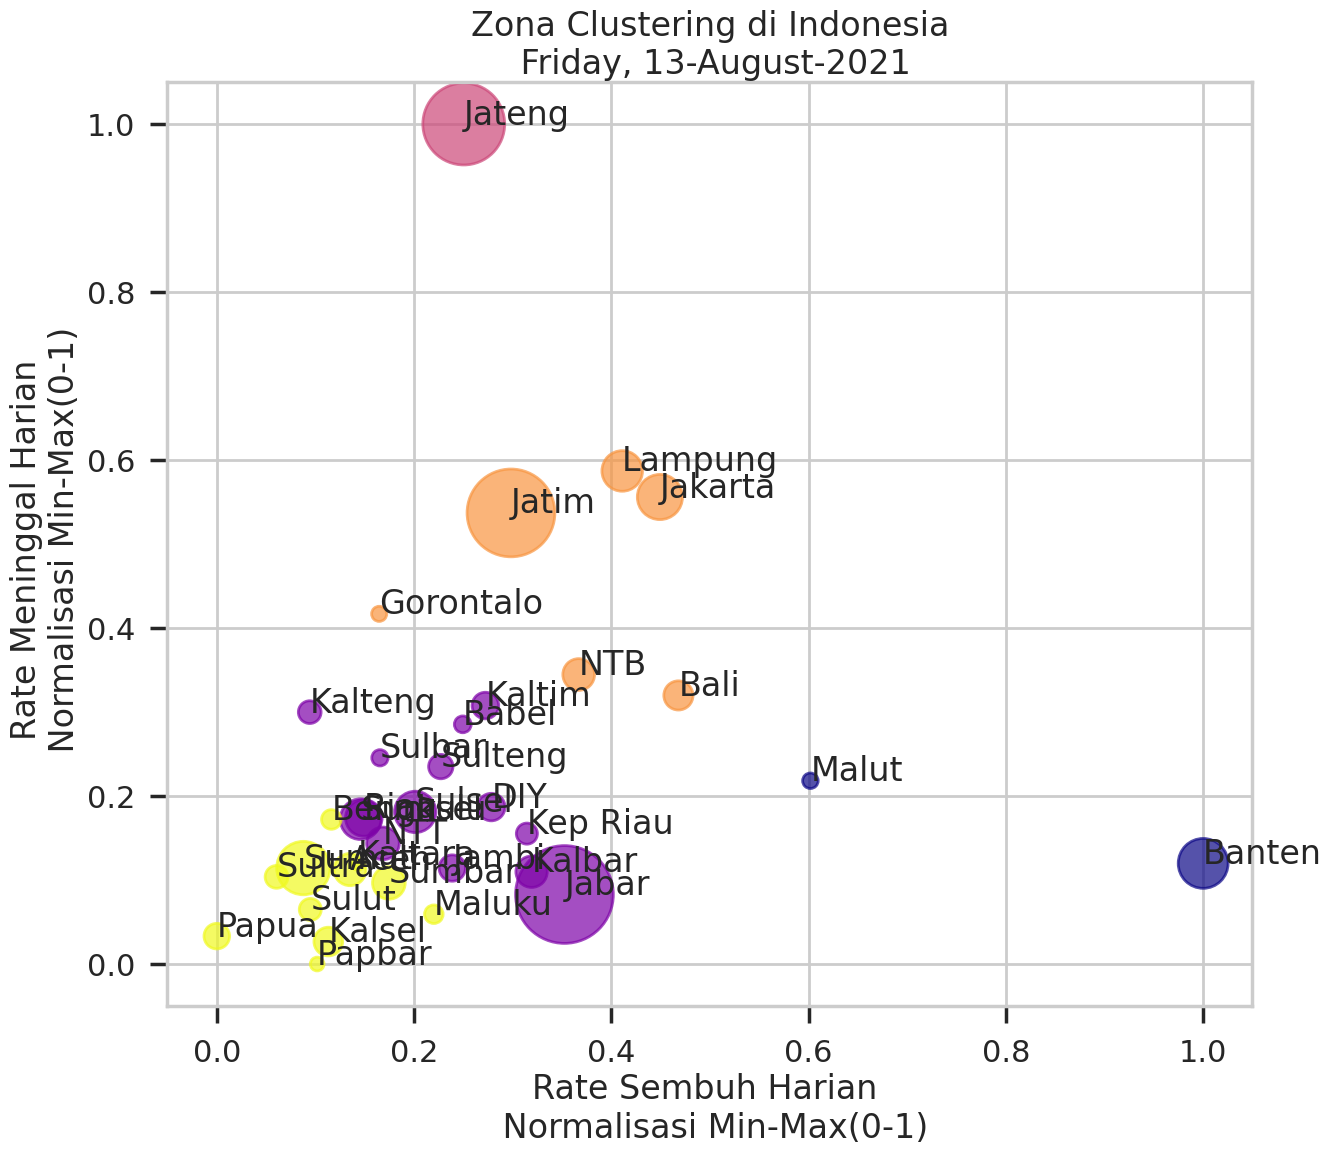 Zona Clustering di Indonesia
Friday, 13-August-2021
Rate Meninggal Harian
Normalisasi Min-Max(0-1)
1.0
0.8
0.6
0.4
0.2
0.0
Jateng
Lampung
Jakarta
Jatim
Gorontalo
NTB
Bali
Kaltim
Kalteng
Babel
Sulbar
Sulteng
Malut
DIY
Sulsel
Kep Riau
NTT
Kaltara
Jambi
Kalbar
Banten
Sultra
Sumbar
Jabar
Sulut
Maluku
Papua
Kalsel
Papbar
0.0 0.2 0.4 0.6 0.8 1.0
Rate Sembuh Harian
Normalisasi Min-Max(0-1)